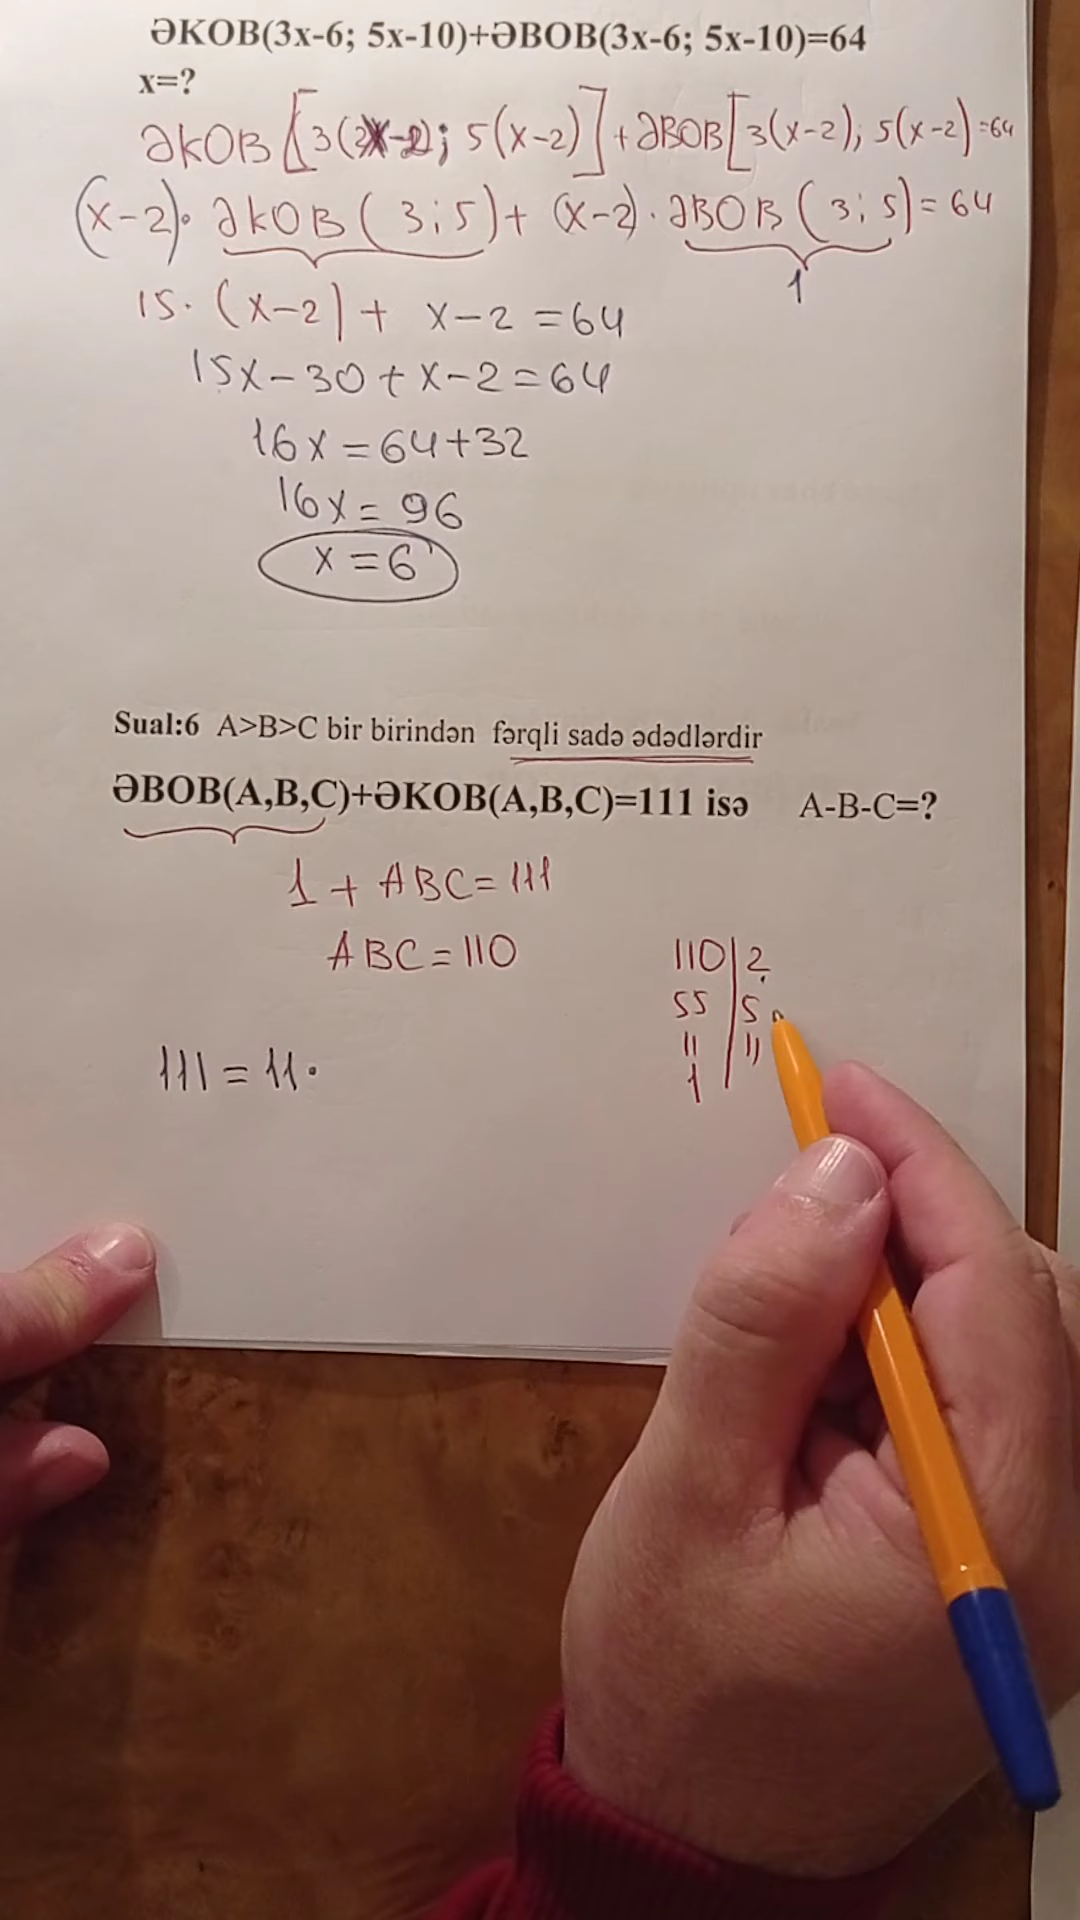 ƏKOB(3x-6; 5x-10)+ƏBOB(3x-6; 5x-10)=64
x=?
ƏKOB[3(x-2); 5(x-2)]+ƏBOB[3(x-2); 5(x-2)=64
(x-2)·ƏKOB(3;5)+(x-2)·ƏBOB(3;5)=64
1
15·(x-2)+x-2=64
15x-30+x-2=64
16x=64+32
16x=96
x=6
Sual:6 A>B>C bir birindən fərqli sadə ədədlərdir
ƏBOB(A,B,C)+ƏKOB(A,B,C)=111 isə A-B-C=?
1+ABC=111
ABC=110
110|2
55|5
11|11
1
111=11·